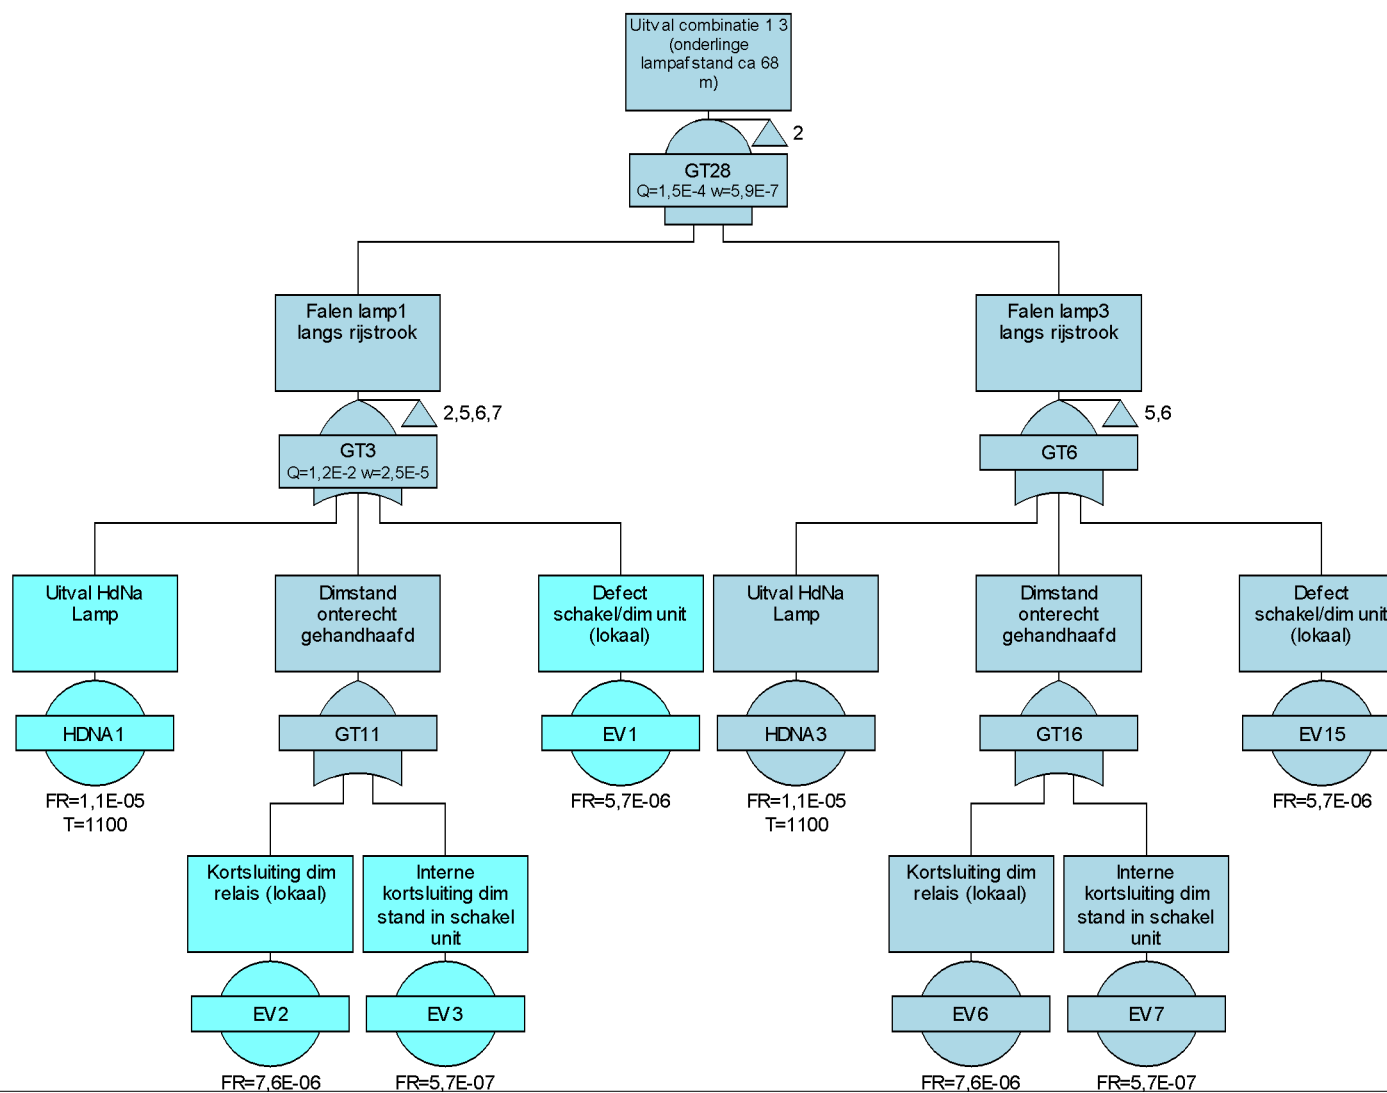 Uitval combinatie 1 3
(onderlinge
lampafstand ca 68
m)
2
GT28
Q=1,5E-4 w=5,9E-7
Falen lamp1
langs rijstrook
2,5,6,7
GT3
Q=1,2E-2 w=2,5E-5
Falen lamp3
langs rijstrook
5,6
GT6
Uitval HdNa
Lamp
HDNA1
FR=1,1E-05
T=1100
Dimstand
onterecht
gehandhaafd
GT11
Defect
schakel/dim unit
(lokaal)
EV1
FR=5,7E-06
Uitval HdNa
Lamp
HDNA3
FR=1,1E-05
T=1100
Dimstand
onterecht
gehandhaafd
GT16
Defect
schakel/dim unit
(lokaal)
EV15
FR=5,7E-06
Kortsluiting dim
relais (lokaal)
EV2
FR=7,6E-06
Interne
kortsluiting dim
stand in schakel
unit
EV3
FR=5,7E-07
Kortsluiting dim
relais (lokaal)
EV6
FR=7,6E-06
Interne
kortsluiting dim
stand in schakel
unit
EV7
FR=5,7E-07